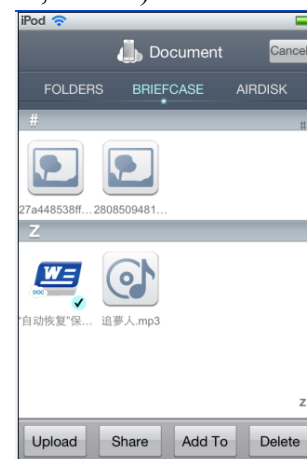 iPod
Document
Cancel
FOLDERS BRIEFCASE AIRDISK
#
#
27a448538ff... 2808509481...
Z
W
DOC
“自动恢复”保... 追夢人.mp3
Z
Upload Share Add To Delete